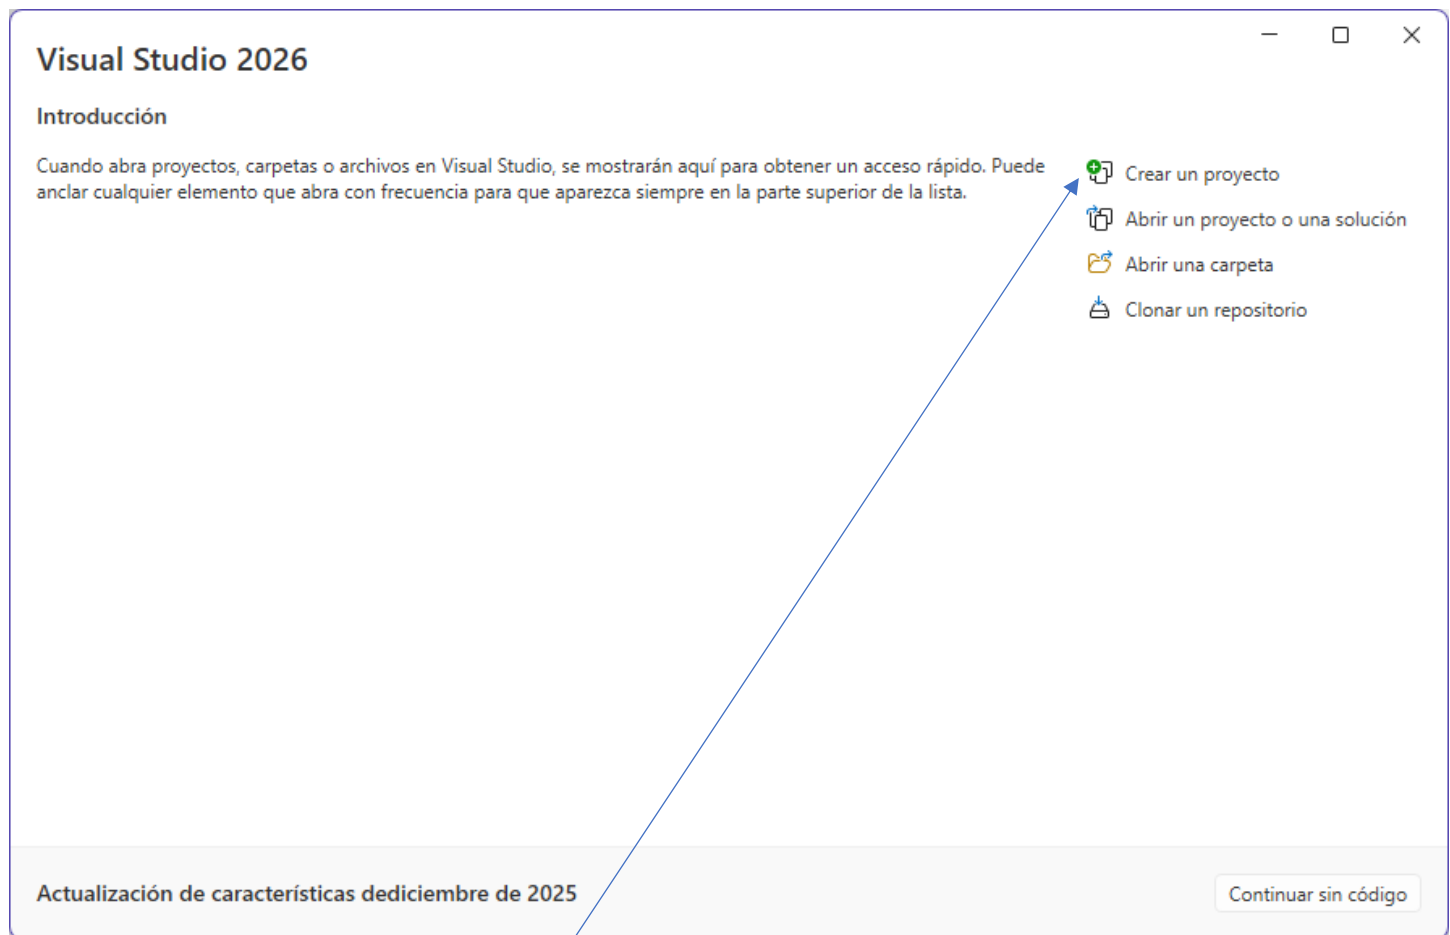 Visual Studio 2026
Introducción
Cuando abra proyectos, carpetas o archivos en Visual Studio, se mostrarán aquí para obtener un acceso rápido. Puede
anclar cualquier elemento que abra con frecuencia para que aparezca siempre en la parte superior de la lista.
Crear un proyecto
Abrir un proyecto o una solución
Abrir una carpeta
Clonar un repositorio
Actualización de características dediciembre de 2025
Continuar sin código